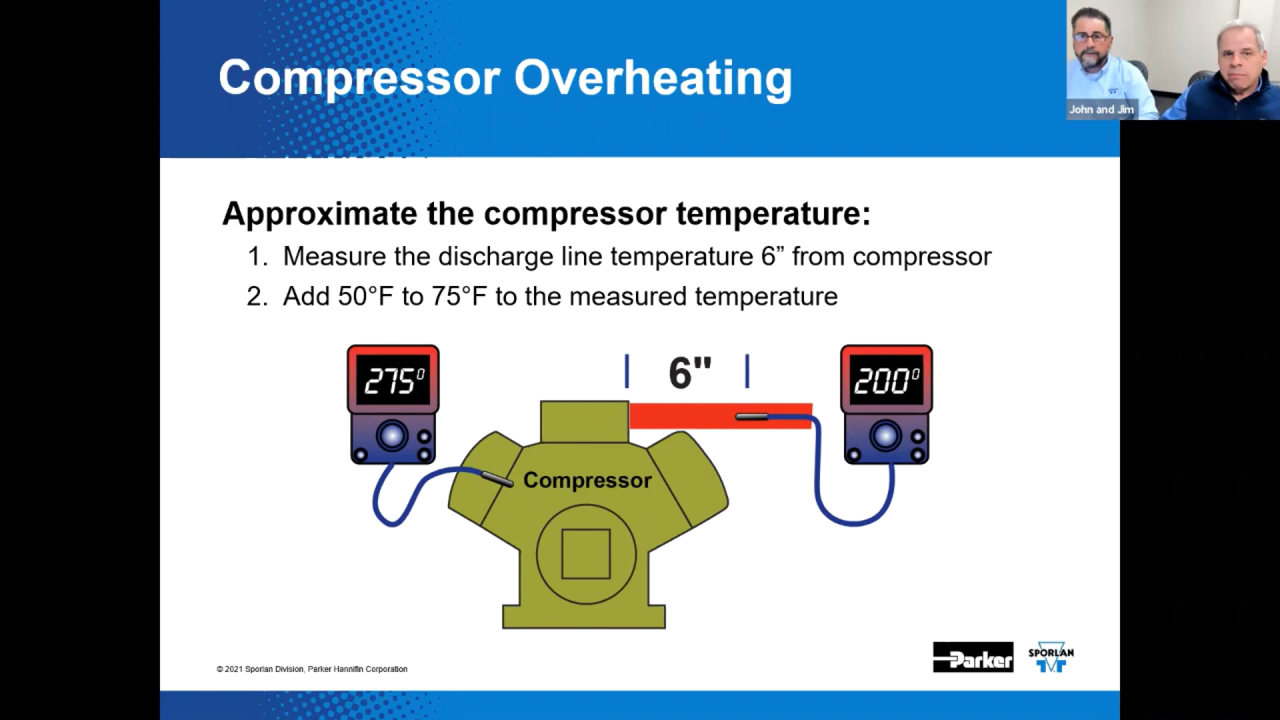 Compressor Overheating
John and Jim
Approximate the compressor temperature:
1. Measure the discharge line temperature 6” from compressor
2. Add 50°F to 75°F to the measured temperature
275°
6"
200°
Compressor
© 2021 Sporlan Division, Parker Hannifin Corporation
Parker
SPORLAN